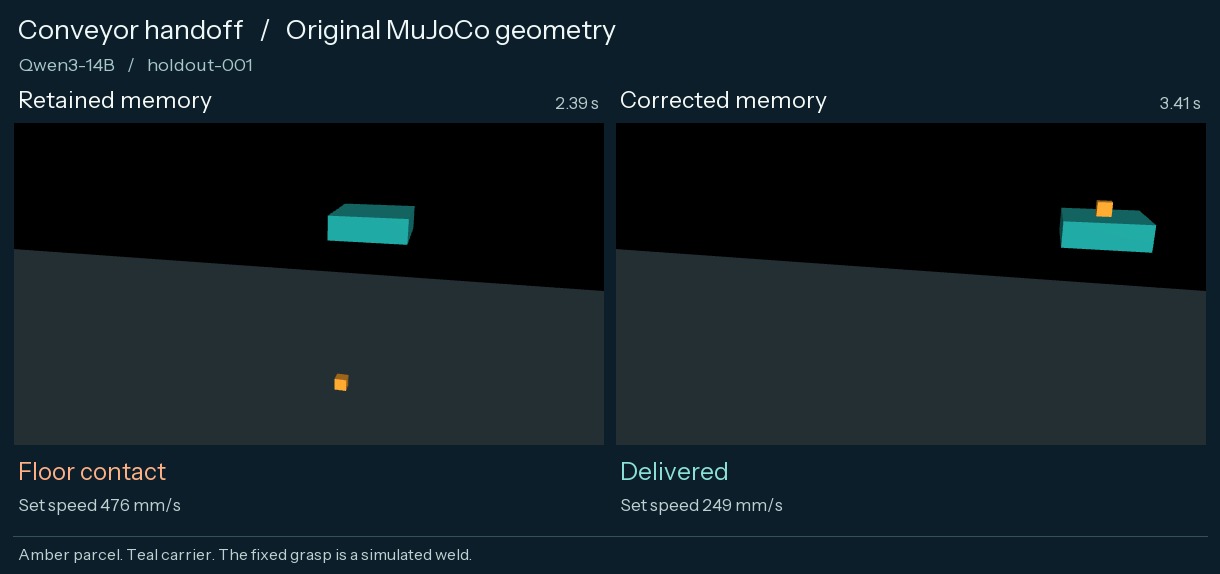 Conveyor handoff / Original MuJoCo geometry
Qwen3-14B / holdout-001
Retained memory 2.39 s
Corrected memory 3.41 s
Floor contact
Set speed 476 mm/s
Delivered
Set speed 249 mm/s
Amber parcel. Teal carrier. The fixed grasp is a simulated weld.